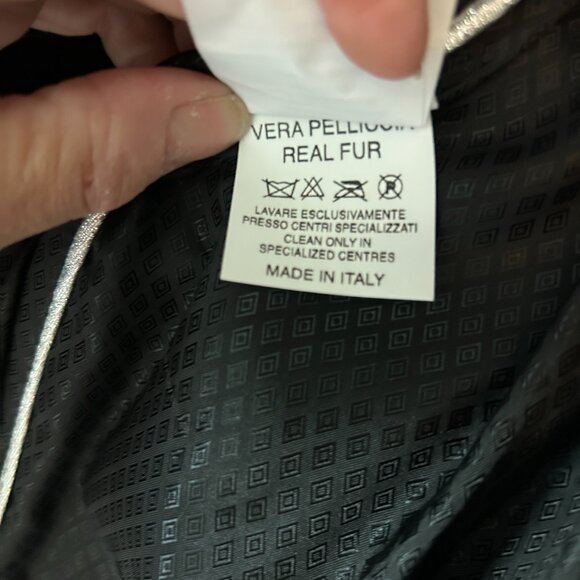 VERA PELLICCIA
REAL FUR
LAVARE ESCLUSIVAMENTE
PRESSO CENTRI SPECIALIZZATI
CLEAN ONLY IN
SPECIALIZED CENTRES
MADE IN ITALY